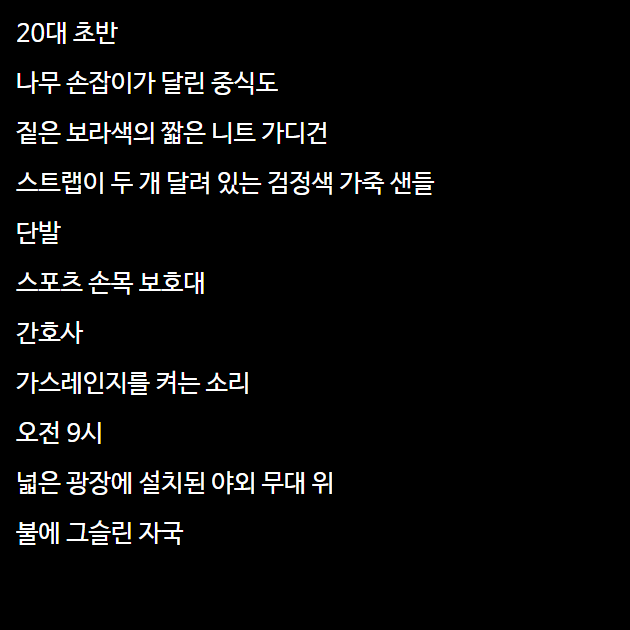 20대 초반
나무 손잡이가 달린 중식도
짙은 보라색의 짧은 니트 가디건
스트랩이 두 개 달려 있는 검정색 가죽 샌들
단발
스포츠 손목 보호대
간호사
가스레인지를 켜는 소리
오전 9시
넓은 광장에 설치된 야외 무대 위
불에 그슬린 자국